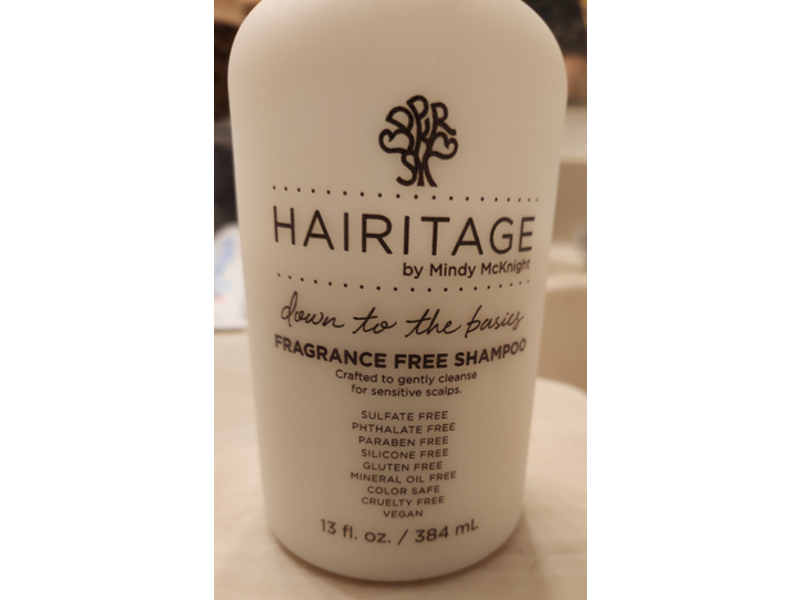 HAIRITAGE
by Mindy McKnight
down to the basics
FRAGRANCE FREE SHAMPOO
Crafted to gently cleanse
for sensitive scalps.
SULFATE FREE
PHTHALATE FREE
PARABEN FREE
SILICONE FREE
GLUTEN FREE
MINERAL OIL FREE
COLOR SAFE
CRUELTY FREE
VEGAN
13 fl. oz. / 384 mL